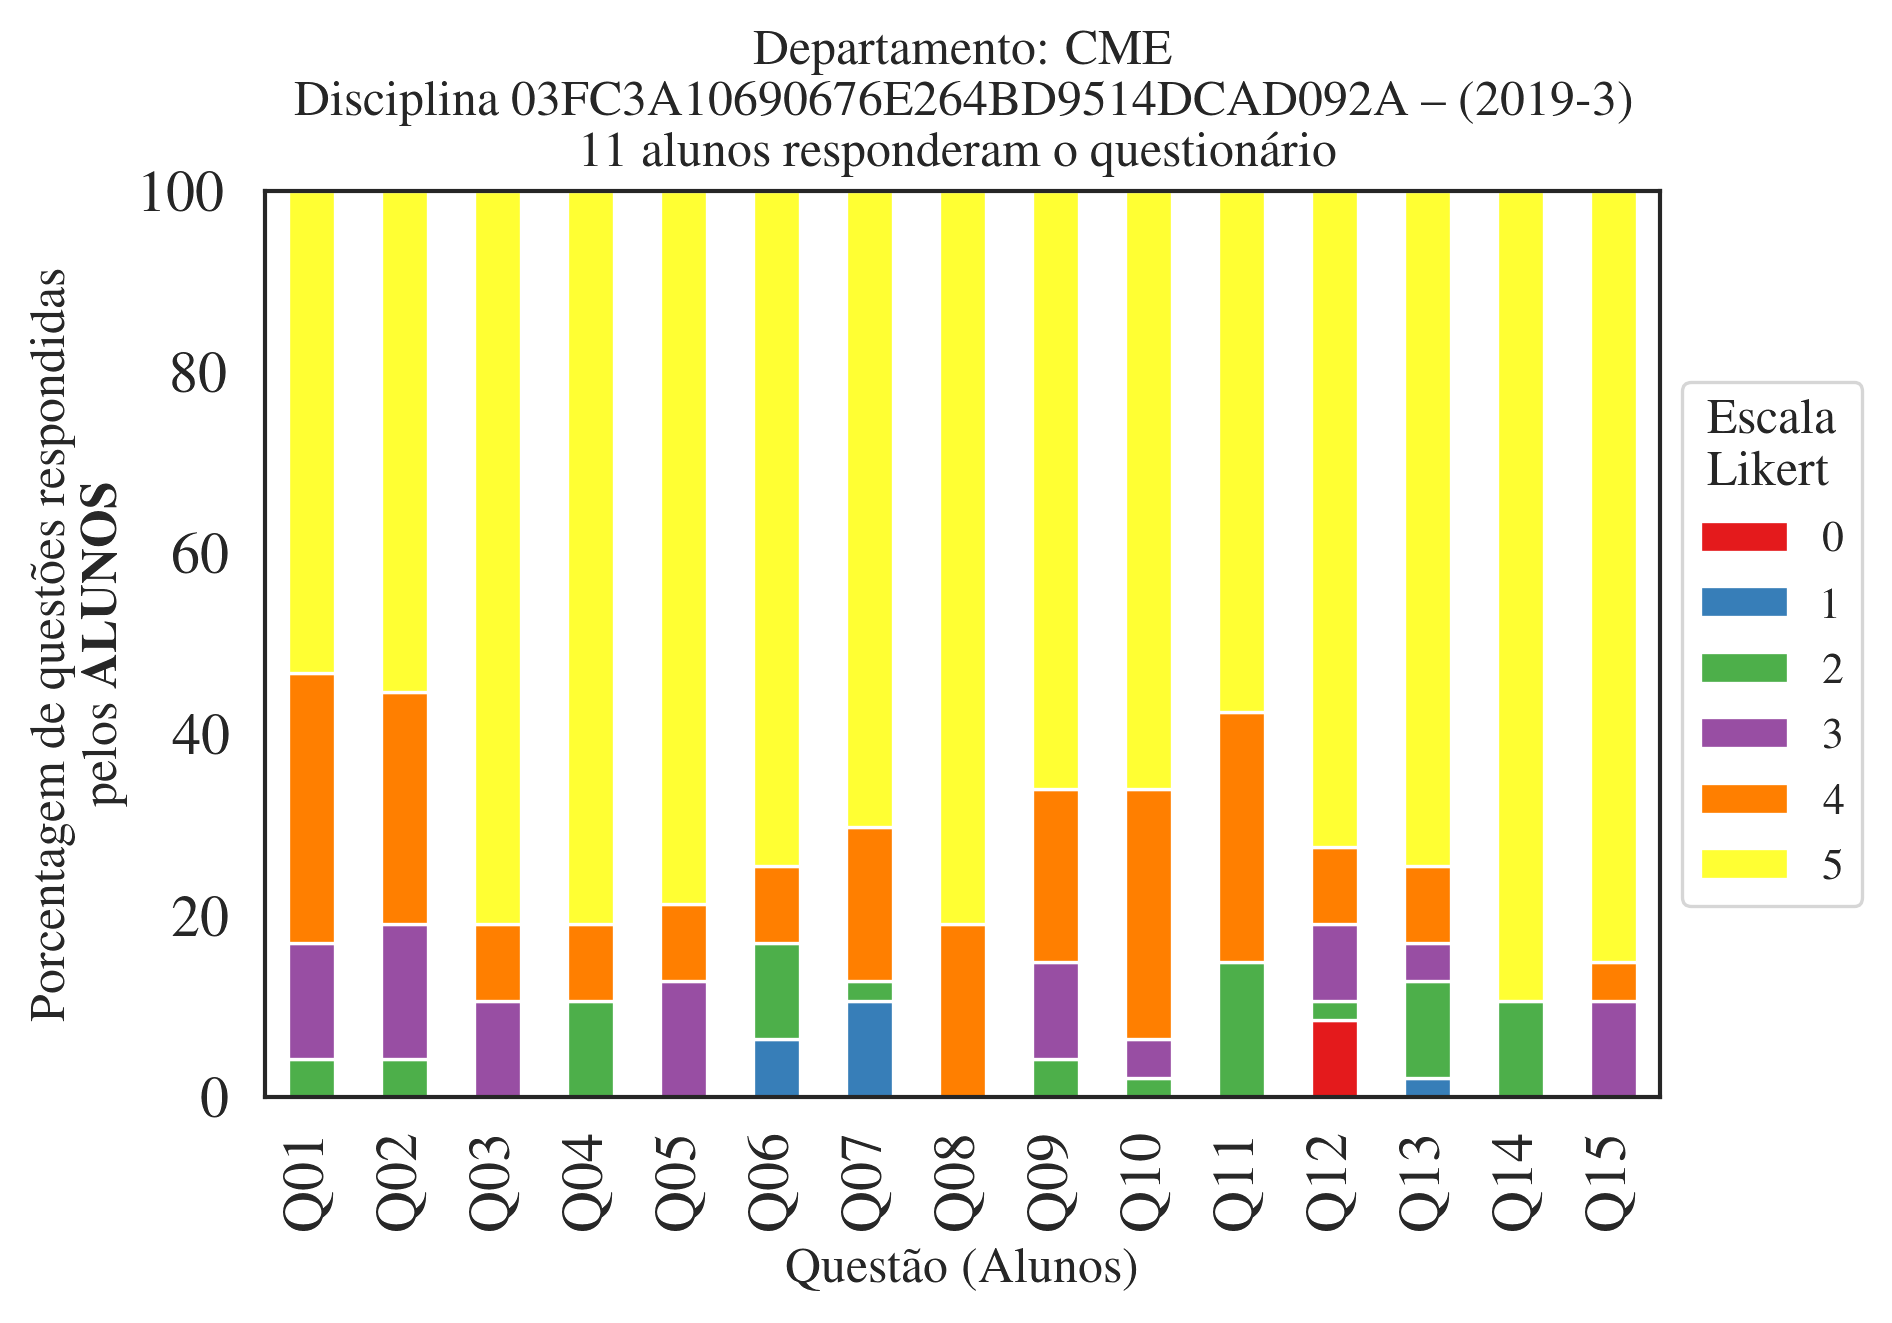 Departamento: CME
Disciplina 03FC3A10690676E264BD9514DCAD092A – (2019-3)
11 alunos responderam o questionário
Porcentagem de questões respondidas
pelos ALUNOS
100
80
60
40
20
0
Q01
Q02
Q03
Q04
Q05
Q06
Q07
Q08
Q09
Q10
Q11
Q12
Q13
Q14
Q15
Questão (Alunos)
Escala
Likert
0
1
2
3
4
5